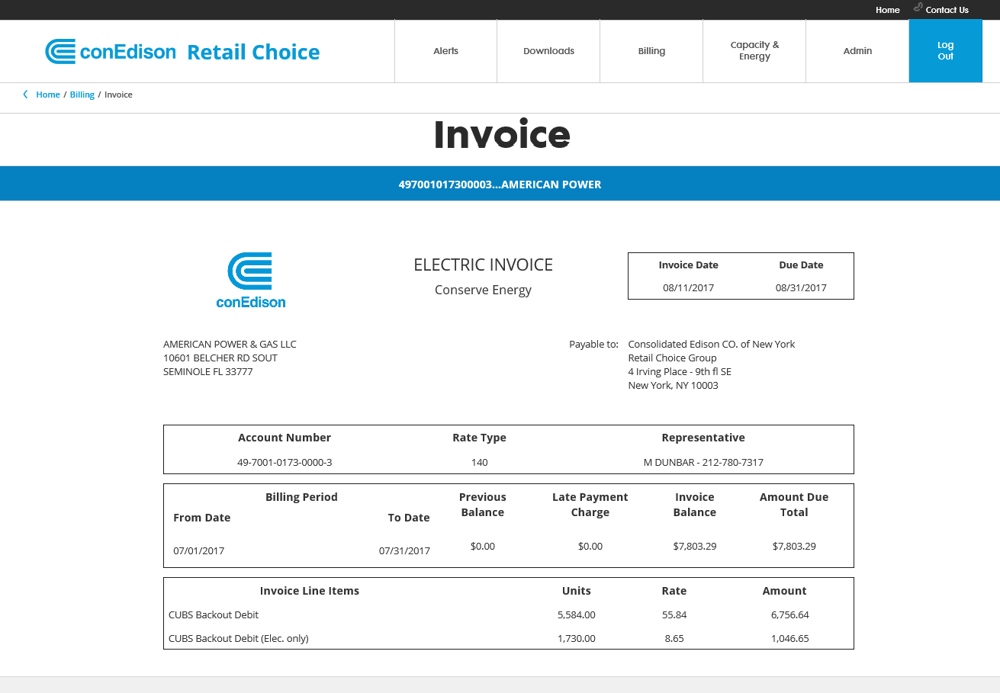 Home Contact Us
conEdison Retail Choice
Alerts
Downloads
Billing
Capacity &
Energy
Admin
Log
Out
Home / Billing / Invoice
Invoice
497001017300003...AMERICAN POWER
conEdison
ELECTRIC INVOICE
Conserve Energy
Invoice Date Due Date
08/11/2017 08/31/2017
AMERICAN POWER & GAS LLC
10601 BELCHER RD SOUT
SEMINOLE FL 33777
Payable to: Consolidated Edison CO. of New York
Retail Choice Group
4 Irving Place - 9th fl SE
New York, NY 10003
Account Number Rate Type Representative
49-7001-0173-0000-3 140 M DUNBAR - 212-780-7317
Billing Period
From Date To Date
Previous
Balance
Late Payment
Charge
Invoice
Balance
Amount Due
Total
07/01/2017 07/31/2017 $0.00 $0.00 $7,803.29 $7,803.29
Invoice Line Items Units Rate Amount
CUBS Backout Debit 5,584.00 55.84 6,756.64
CUBS Backout Debit (Elec. only) 1,730.00 8.65 1,046.65